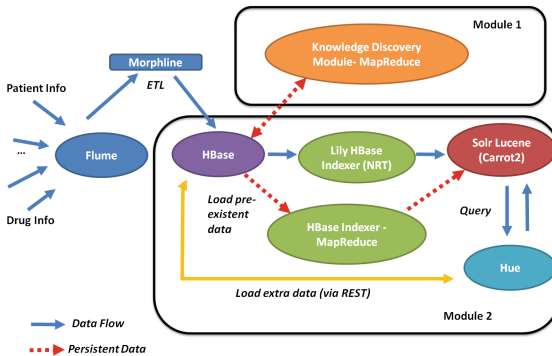 Module 1
Knowledge Discovery
Module- MapReduce
Morphline
ETL
Patient Info
...
Flume
Drug Info
HBase
Lily HBase
Indexer (NRT)
Solr Lucene
(Carrot2)
Load pre-
existent
data
HBase Indexer -
MapReduce
Query
Hue
Load extra data (via REST)
Module 2
Data Flow
Persistent Data